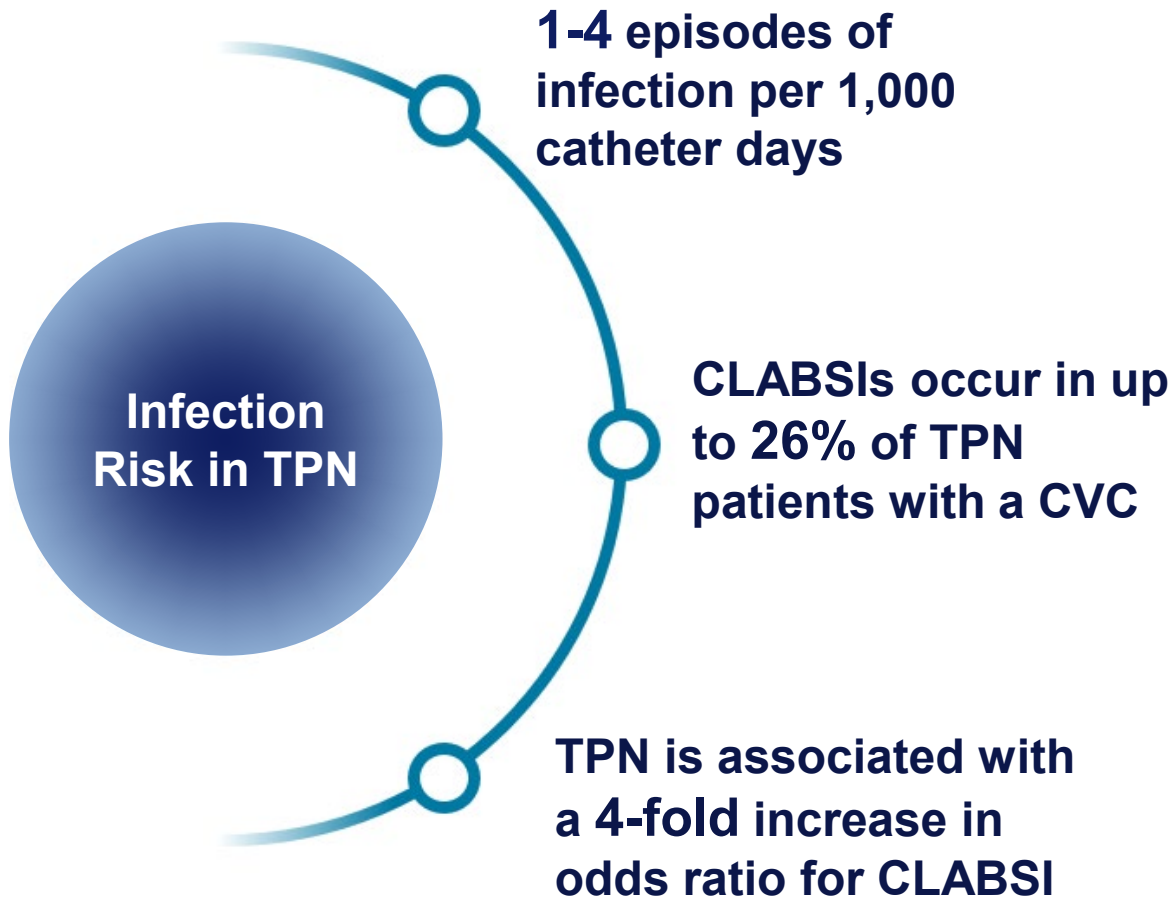 1-4 episodes of
infection per 1,000
catheter days
Infection
Risk in TPN
CLABSIs occur in up
to 26% of TPN
patients with a CVC
TPN is associated with
a 4-fold increase in
odds ratio for CLABSI